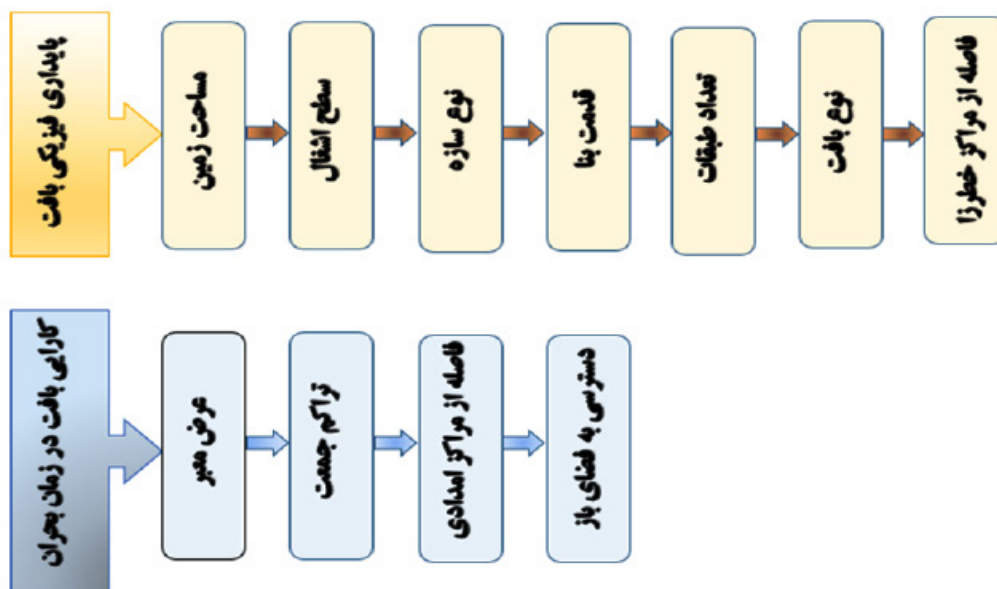 پایداری فیزیکی بافت
مساحت زمین
سطح اشغال
نوع سازه
قدمت بنا
تعداد طبقات
نوع بافت
فاصله از مراکز خطرزا
کارایی بافت در زمان بحران
عرض معبر
تراکم جمعت
فاصله از مراکز امدادی
دسترسی به فضای باز